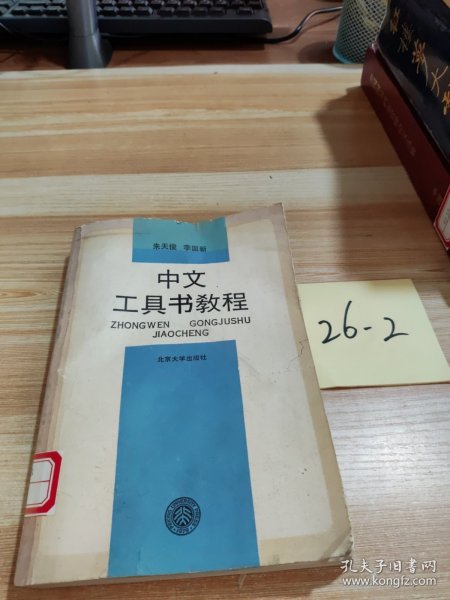 朱天俊 李国新
中文
工具书教程
ZHONGWEN GONGJUSHU
JIAOCHENG
北京大学出版社
26-2
孔夫子旧书网
www.kongfz.com